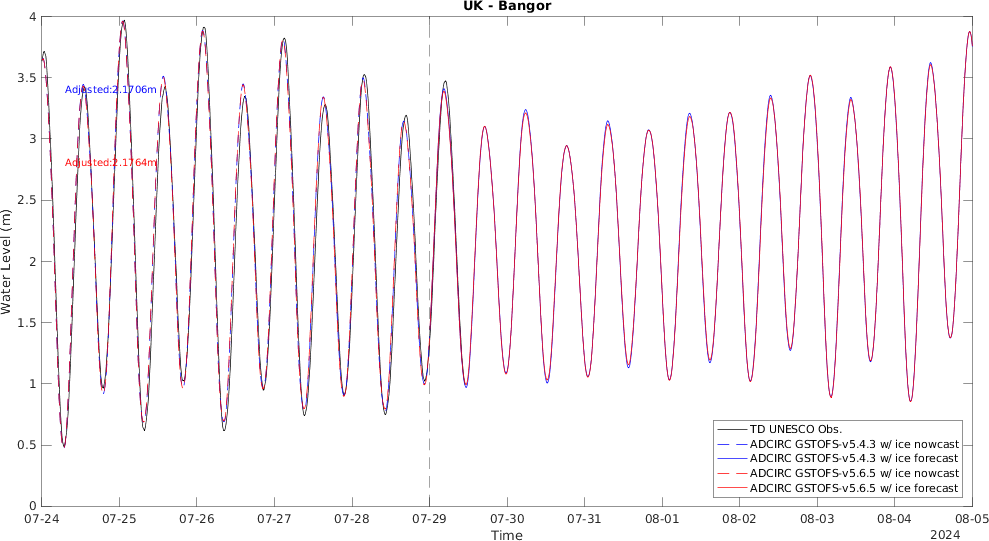 UK - Bangor
4
3.5
3
2.5
2
1.5
1
0.5
0
Water Level (m)
Adjusted:2.1706m
Adjusted:2.1764m
TD UNESCO Obs.
ADCIRC GSTOFS-v5.4.3 w/ ice nowcast
ADCIRC GSTOFS-v5.4.3 w/ ice forecast
ADCIRC GSTOFS-v5.6.5 w/ ice nowcast
ADCIRC GSTOFS-v5.6.5 w/ ice forecast
07-24 07-25 07-26 07-27 07-28 07-29 07-30 07-31 08-01 08-02 08-03 08-04 08-05
Time
2024